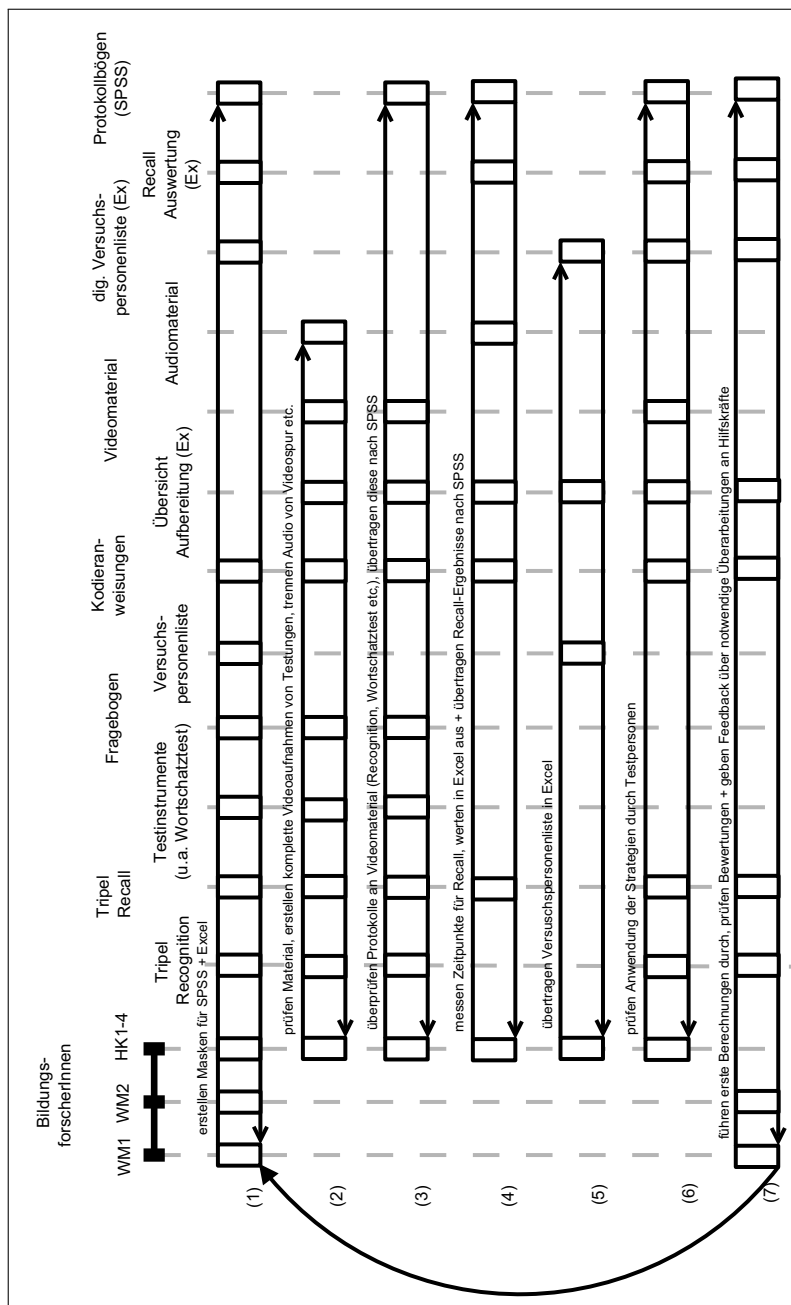 Bildungs-
forscherInnen
WM1
WM2
HK1-4
Tripel
Recognition
Tripel
Recall
Testinstrumente
(u.a. Wortschatztest)
Fragebogen
Versuchs-
personenliste
Kodieran-
weisungen
Übersicht
Aufbereitung (Ex)
Videomaterial
Audiomaterial
dig. Versuchs-
personenliste (Ex)
Recall
Auswertung
(Ex)
Protokollbögen
(SPSS)
(1)
erstellen Masken für SPSS + Excel
(2)
prüfen Material, erstellen komplette Videoaufnahmen von Testungen, trennen Audio von Videospur etc.
(3)
überprüfen Protokolle an Videomaterial (Recognition, Wortschatztest etc,), übertragen diese nach SPSS
(4)
messen Zeitpunkte für Recall, werten in Excel aus + übertragen Recall-Ergebnisse nach SPSS
(5)
übertragen Versuschspersonenliste in Excel
(6)
prüfen Anwendung der Strategien durch Testpersonen
(7)
führen erste Berechnungen durch, prüfen Bewertungen + geben Feedback über notwendige Überarbeitungen an Hilfskräfte